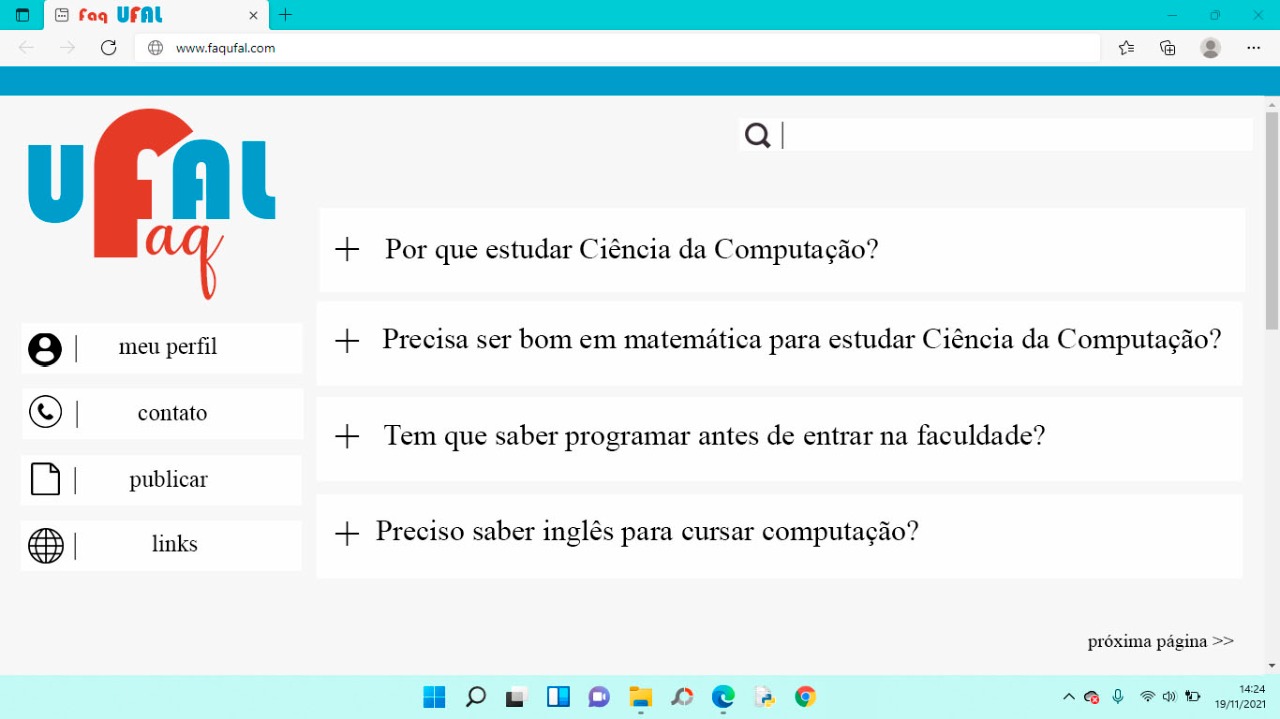 Faq UFAL
www.faqufal.com
UFAL
Faq
Por que estudar Ciência da Computação?
Precisa ser bom em matemática para estudar Ciência da Computação?
Tem que saber programar antes de entrar na faculdade?
Preciso saber inglês para cursar computação?
meu perfil
contato
publicar
links
próxima página >>
14:24
19/11/2021